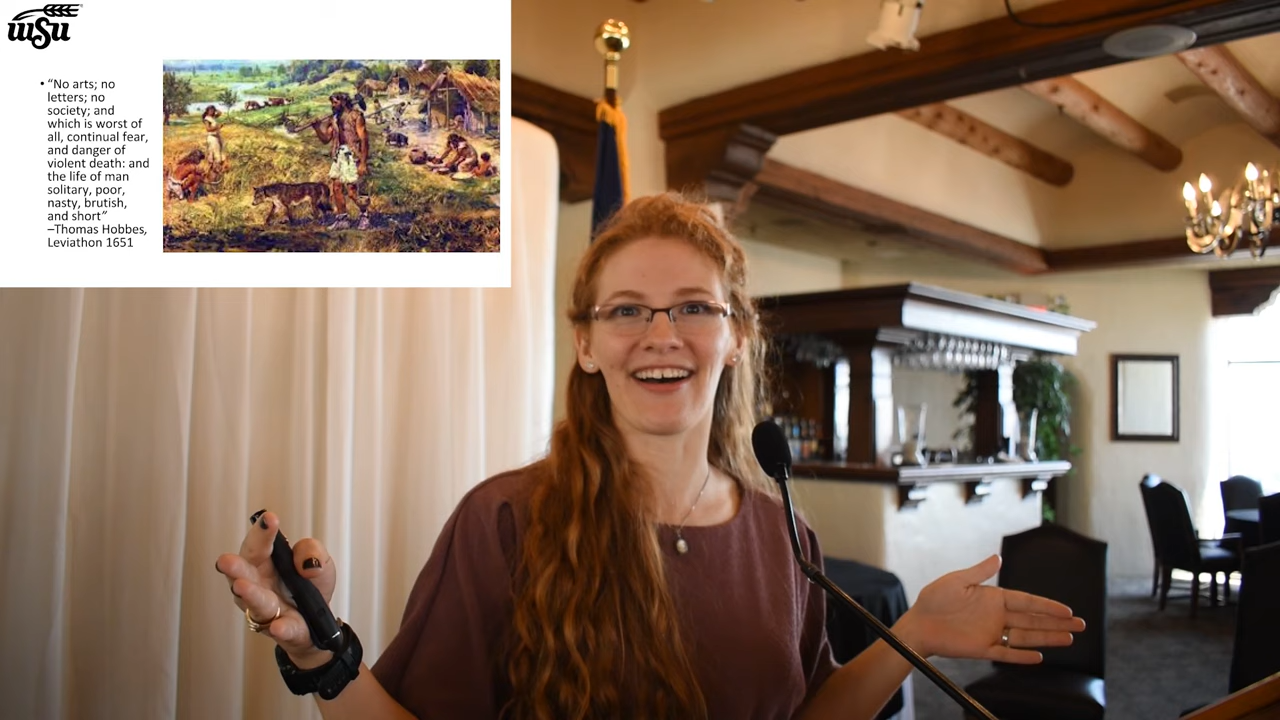 wsu
• “No arts; no
letters; no
society; and
which is worst of
all, continual fear,
and danger of
violent death: and
the life of man
solitary, poor,
nasty, brutish,
and short”
–Thomas Hobbes,
Leviathon 1651